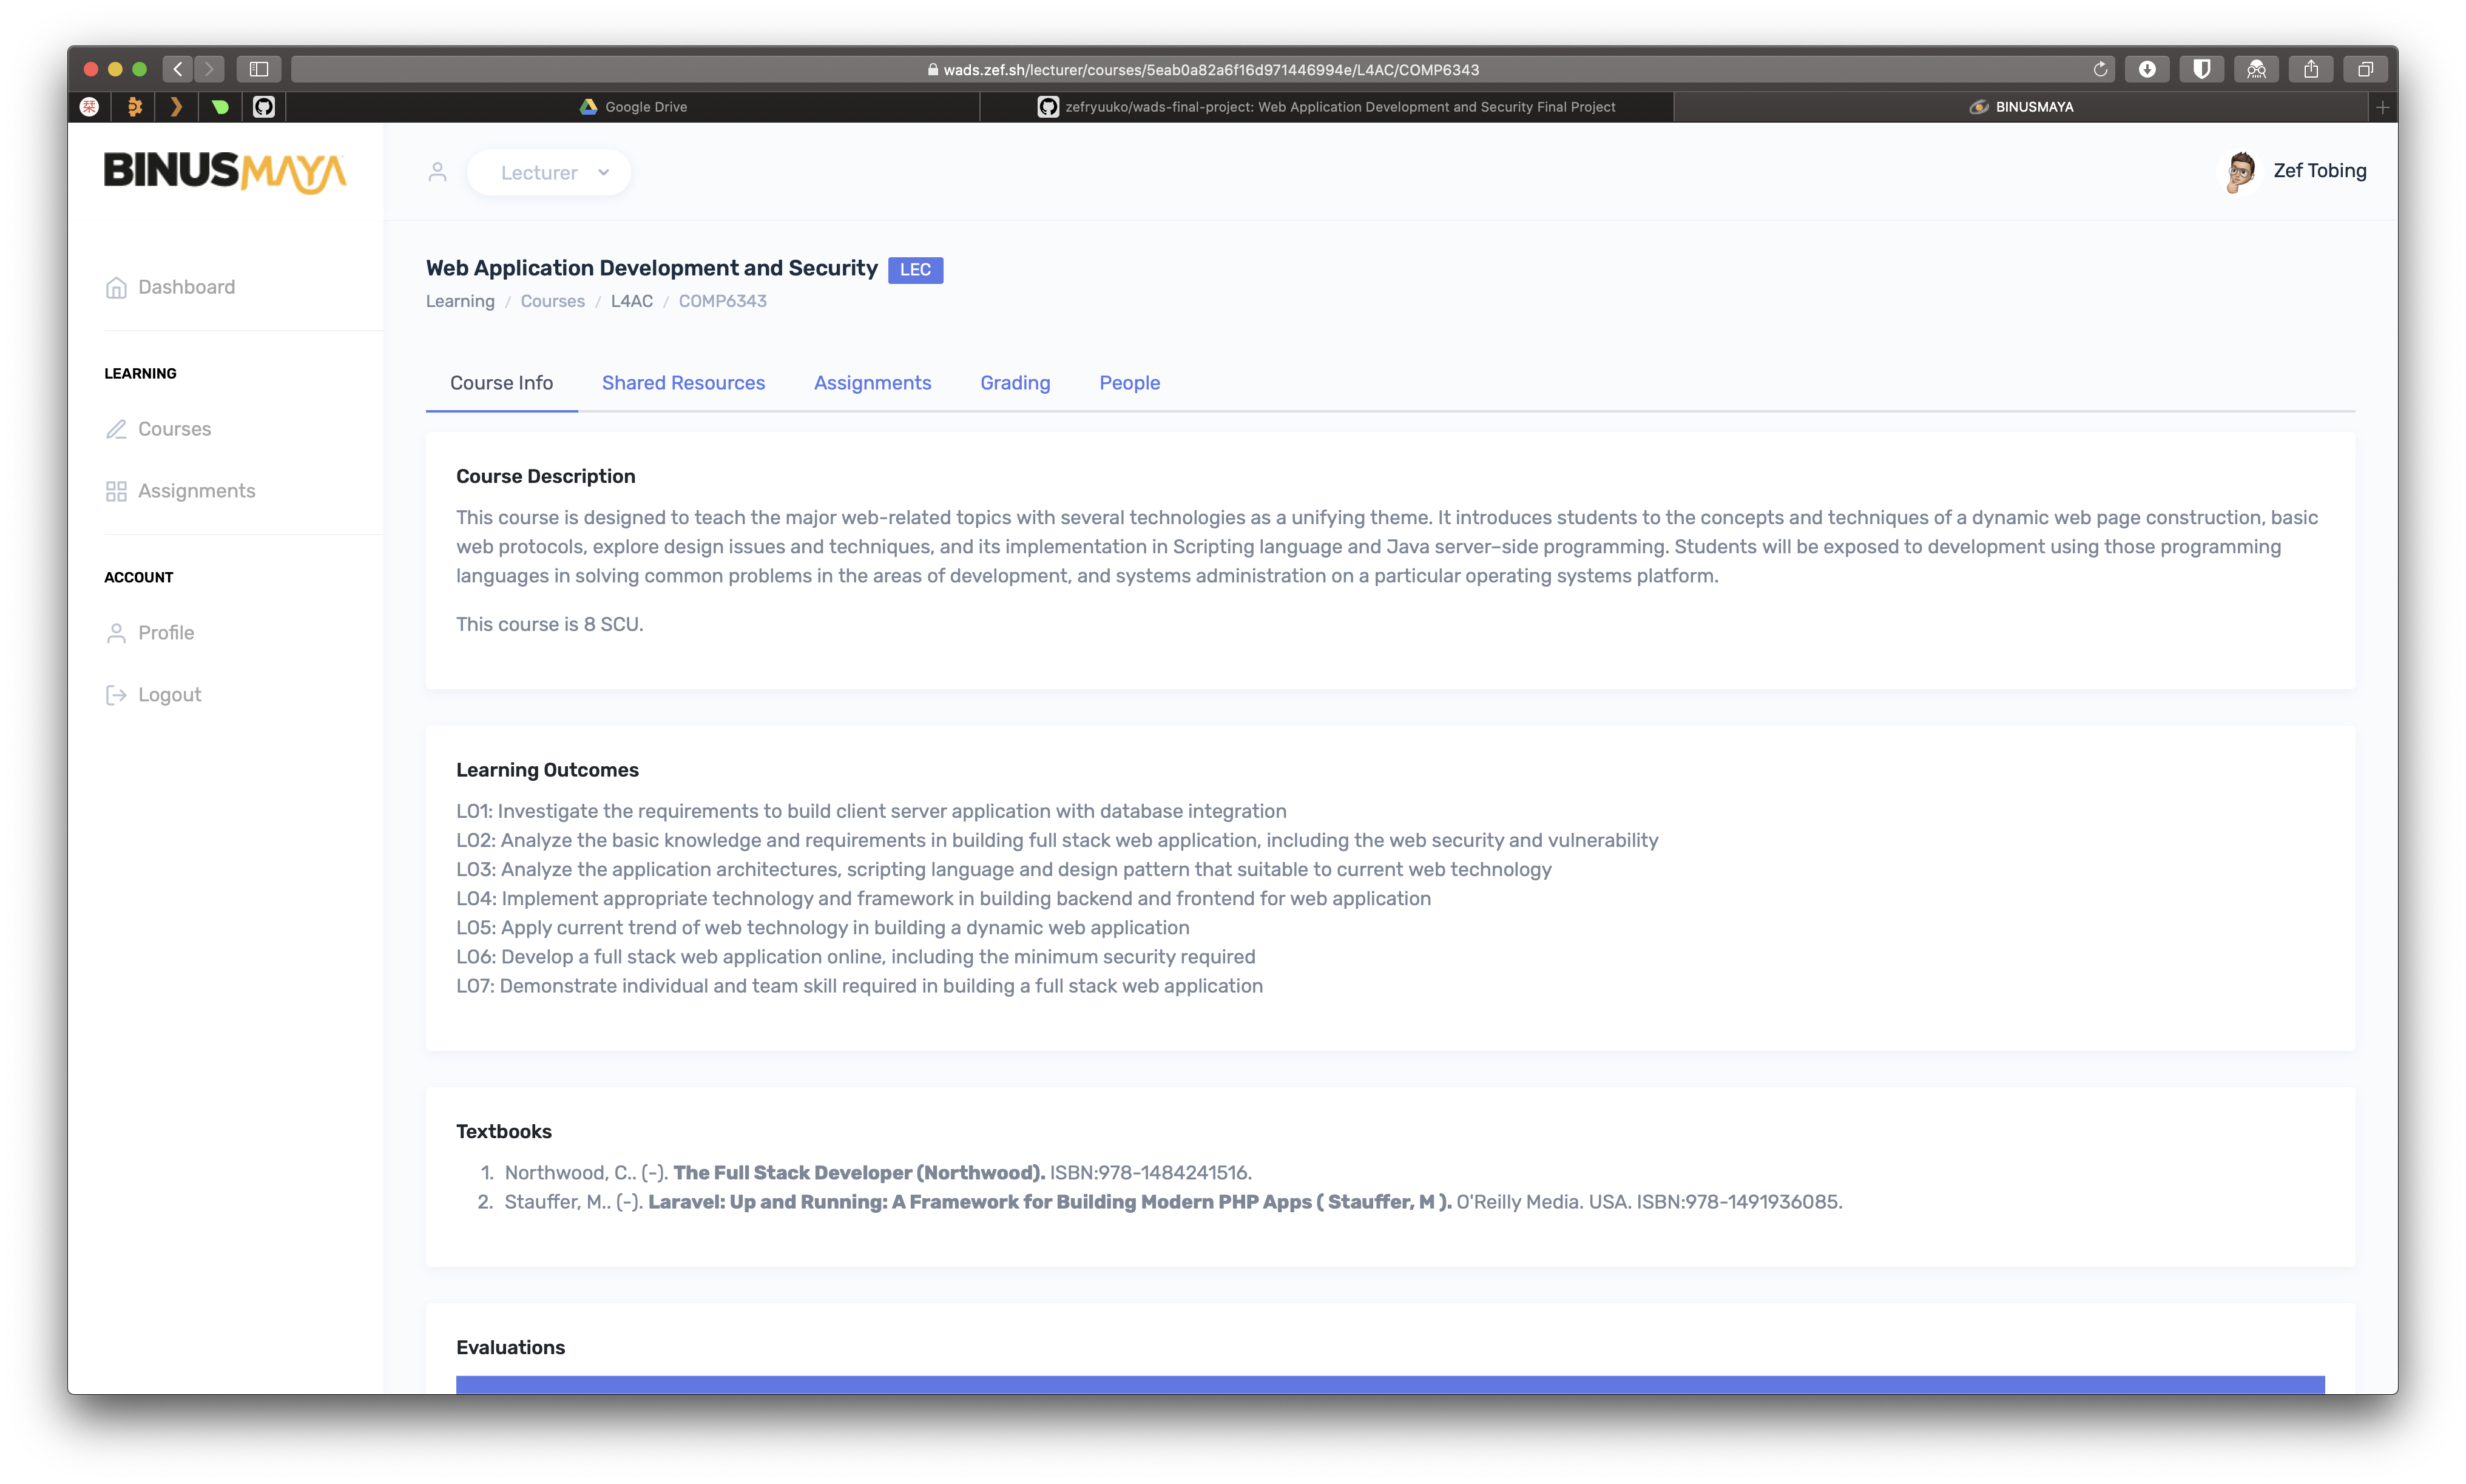 wads.zef.sh/lecturer/courses/5eab0a82a6f16d971446994e/L4AC/COMP6343
栞
Google Drive
zefryuuko/wads-final-project: Web Application Development and Security Final Project
BINUSMAYA
BINUSMAYA
Lecturer
Zef Tobing
Dashboard
LEARNING
Courses
Assignments
ACCOUNT
Profile
Logout
Web Application Development and Security LEC
Learning / Courses / L4AC / COMP6343
Course Info Shared Resources Assignments Grading People
Course Description
This course is designed to teach the major web-related topics with several technologies as a unifying theme. It introduces students to the concepts and techniques of a dynamic web page construction, basic
web protocols, explore design issues and techniques, and its implementation in Scripting language and Java server–side programming. Students will be exposed to development using those programming
languages in solving common problems in the areas of development, and systems administration on a particular operating systems platform.
This course is 8 SCU.
Learning Outcomes
LO1: Investigate the requirements to build client server application with database integration
LO2: Analyze the basic knowledge and requirements in building full stack web application, including the web security and vulnerability
LO3: Analyze the application architectures, scripting language and design pattern that suitable to current web technology
LO4: Implement appropriate technology and framework in building backend and frontend for web application
LO5: Apply current trend of web technology in building a dynamic web application
LO6: Develop a full stack web application online, including the minimum security required
LO7: Demonstrate individual and team skill required in building a full stack web application
Textbooks
1. Northwood, C.. (-). The Full Stack Developer (Northwood). ISBN:978-1484241516.
2. Stauffer, M.. (-). Laravel: Up and Running: A Framework for Building Modern PHP Apps ( Stauffer, M ). O'Reilly Media. USA. ISBN:978-1491936085.
Evaluations